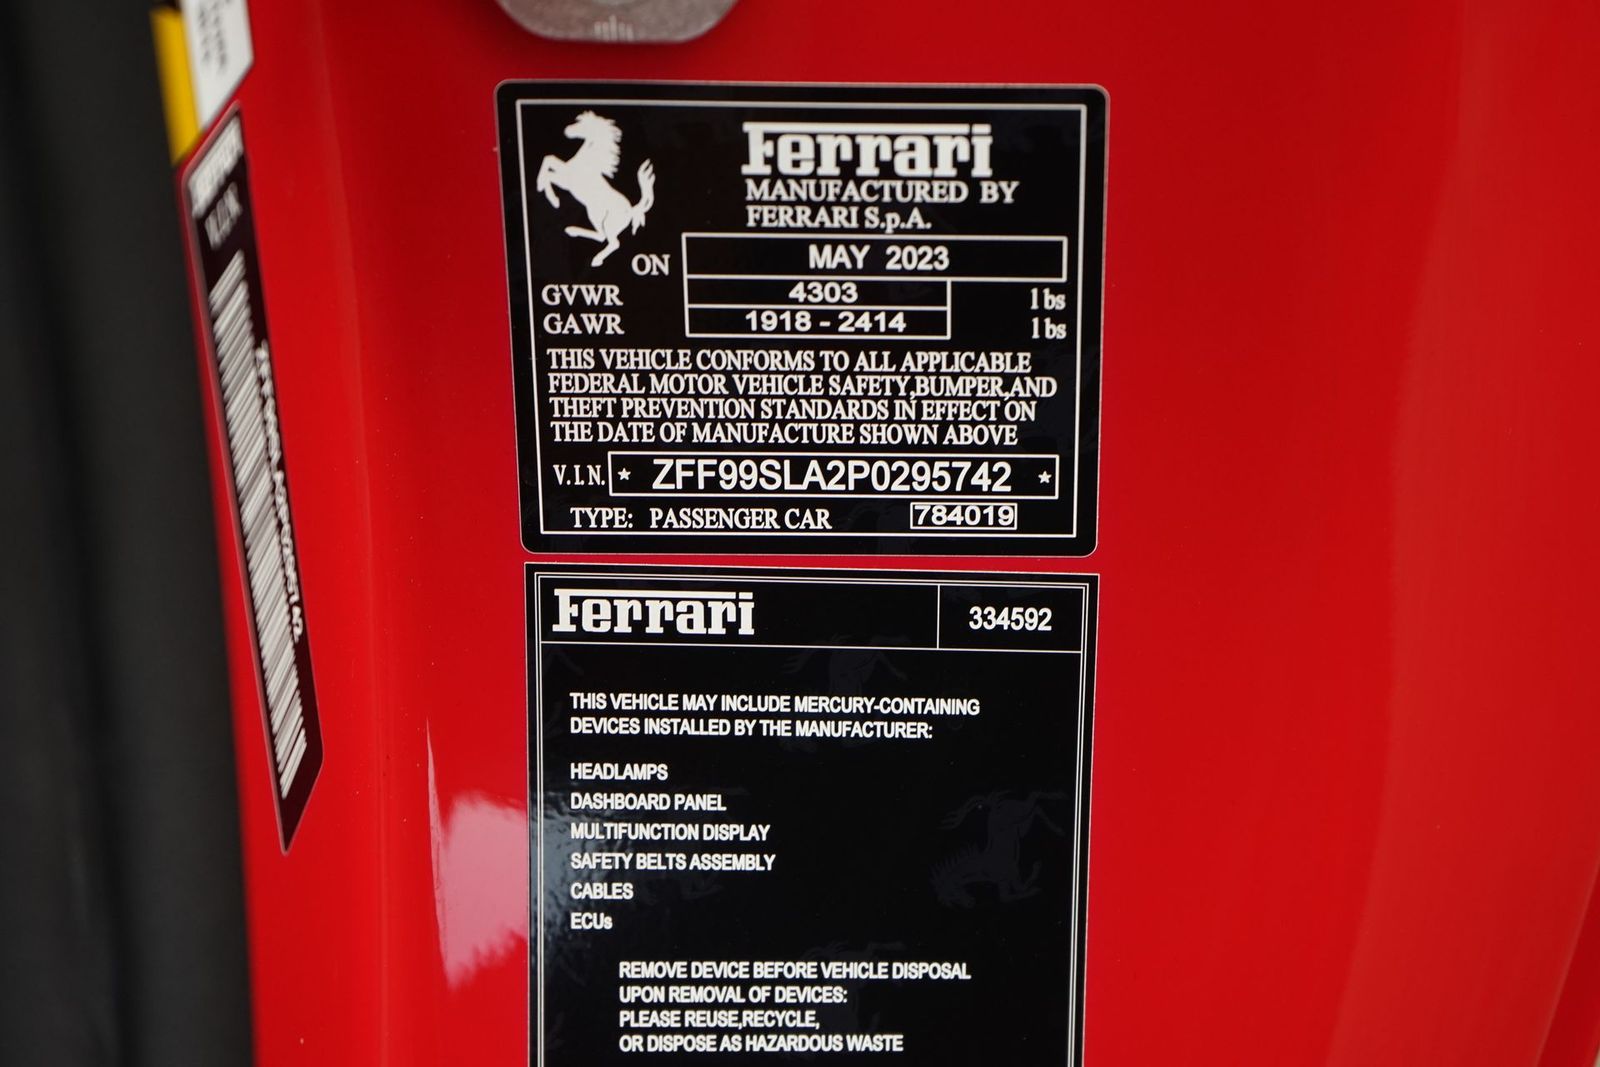 Ferrari
MANUFACTURED BY
FERRARI S.p.A.
ON MAY 2023
GVWR 4303 lbs
GAWR 1918 - 2414 lbs
THIS VEHICLE CONFORMS TO ALL APPLICABLE
FEDERAL MOTOR VEHICLE SAFETY,BUMPER,AND
THEFT PREVENTION STANDARDS IN EFFECT ON
THE DATE OF MANUFACTURE SHOWN ABOVE
V.I.N. * ZFF99SLA2P0295742 *
TYPE: PASSENGER CAR 784019
Ferrari 334592
THIS VEHICLE MAY INCLUDE MERCURY-CONTAINING
DEVICES INSTALLED BY THE MANUFACTURER:
HEADLAMPS
DASHBOARD PANEL
MULTIFUNCTION DISPLAY
SAFETY BELTS ASSEMBLY
CABLES
ECUs
REMOVE DEVICE BEFORE VEHICLE DISPOSAL
UPON REMOVAL OF DEVICES:
PLEASE REUSE,RECYCLE,
OR DISPOSE AS HAZARDOUS WASTE